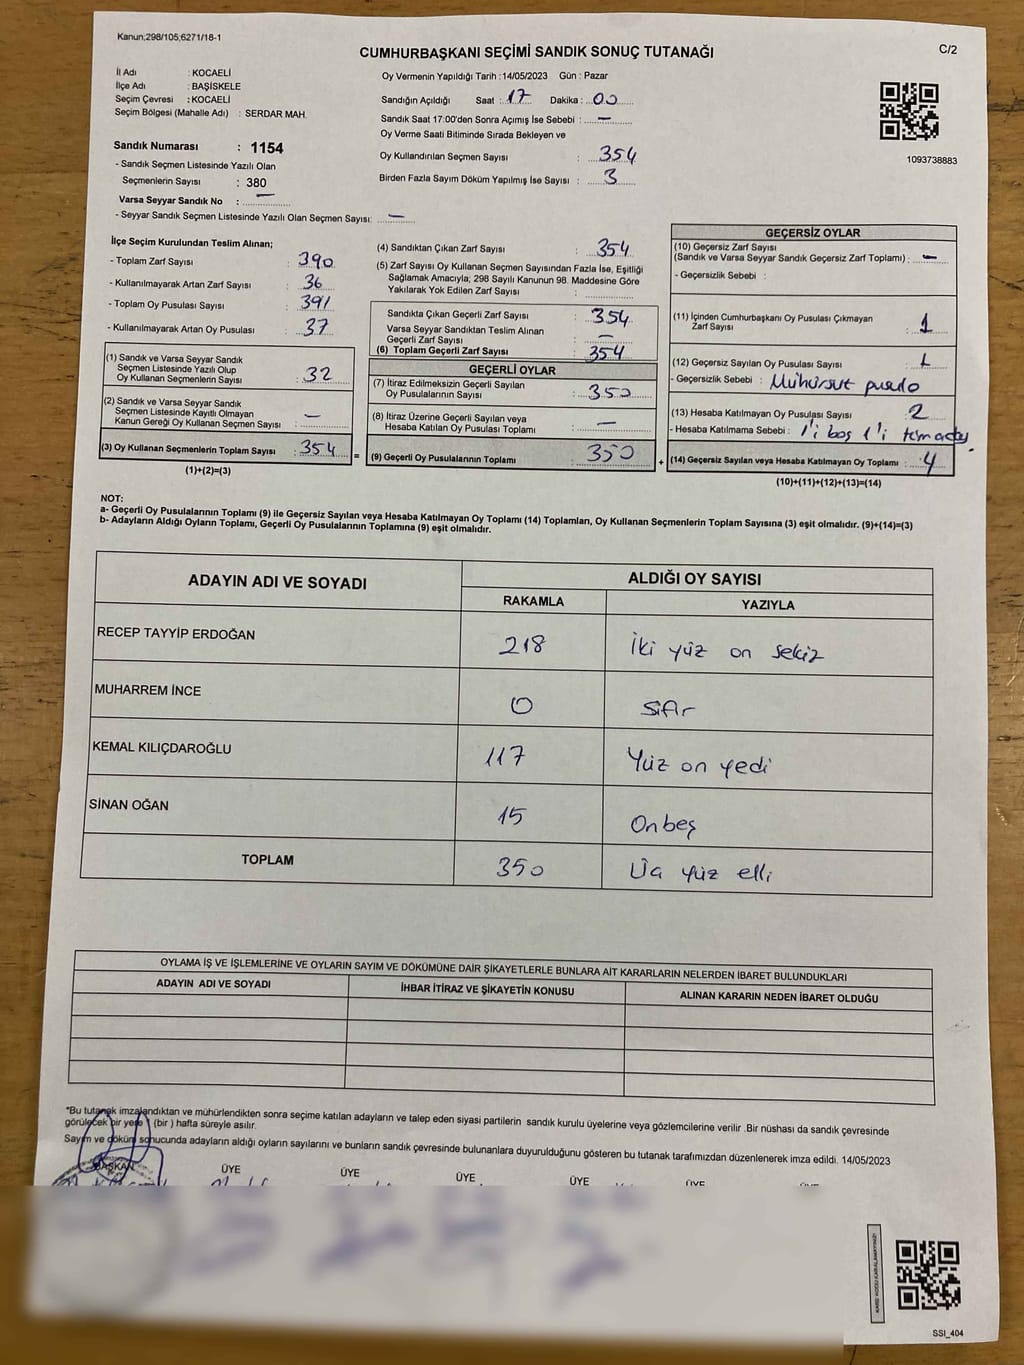 Kanun:298/105;6271/18-1
C/2
CUMHURBAŞKANI SEÇİMİ SANDIK SONUÇ TUTANAĞI
İl Adı : KOCAELİ
İlçe Adı : BAŞİSKELE
Seçim Çevresi : KOCAELİ
Seçim Bölgesi (Mahalle Adı) : SERDAR MAH.
Sandık Numarası : 1154
- Sandık Seçmen Listesinde Yazılı Olan
Seçmenlerin Sayısı : 380
Varsa Seyyar Sandık No : —
- Seyyar Sandık Seçmen Listesinde Yazılı Olan Seçmen Sayısı: —
Oy Vermenin Yapıldığı Tarih :14/05/2023 Gün : Pazar
Sandığın Açıldığı Saat : 17 Dakika : 00
Sandık Saat 17:00'den Sonra Açımış İse Sebebi : —
Oy Verme Saati Bitiminde Sırada Bekleyen ve
Oy Kullandırılan Seçmen Sayısı : 354
Birden Fazla Sayım Döküm Yapılmış İse Sayısı : 3
1093738883
İlçe Seçim Kurulundan Teslim Alınan;
- Toplam Zarf Sayısı : 390
- Kullanılmayarak Artan Zarf Sayısı : 36
- Toplam Oy Pusulası Sayısı : 391
- Kullanılmayarak Artan Oy Pusulası : 37
(1) Sandık ve Varsa Seyyar Sandık
Seçmen Listesinde Yazılı Olup
Oy Kullanan Seçmenlerin Sayısı : 32
(2) Sandık ve Varsa Seyyar Sandık
Seçmen Listesinde Kayıtlı Olmayan
Kanun Gereği Oy Kullanan Seçmen Sayısı : —
(3) Oy Kullanan Seçmenlerin Toplam Sayısı : 354
(1)+(2)=(3)
(4) Sandıktan Çıkan Zarf Sayısı : 354
(5) Zarf Sayısı Oy Kullanan Seçmen Sayısından Fazla İse, Eşitliği
Sağlamak Amacıyla; 298 Sayılı Kanunun 98. Maddesine Göre
Yakılarak Yok Edilen Zarf Sayısı :
Sandıkta Çıkan Geçerli Zarf Sayısı : 354
Varsa Seyyar Sandıktan Teslim Alınan
Geçerli Zarf Sayısı : —
(6) Toplam Geçerli Zarf Sayısı : 354
GEÇERLİ OYLAR
(7) İtiraz Edilmeksizin Geçerli Sayılan
Oy Pusulalarının Sayısı : 350
(8) İtiraz Üzerine Geçerli Sayılan veya
Hesaba Katılan Oy Pusulası Toplamı : —
= (9) Geçerli Oy Pusulalarının Toplamı : 350
GEÇERSİZ OYLAR
(10) Geçersiz Zarf Sayısı
(Sandık ve Varsa Seyyar Sandık Geçersiz Zarf Toplamı) : —
- Geçersizlik Sebebi :
(11) İçinden Cumhurbaşkanı Oy Pusulası Çıkmayan
Zarf Sayısı : 1
(12) Geçersiz Sayılan Oy Pusulası Sayısı : 1
- Geçersizlik Sebebi : Mühürsüt pusulo
(13) Hesaba Katılmayan Oy Pusulası Sayısı : 2
- Hesaba Katılmama Sebebi : 1'i boş 1'i
+ (14) Geçersiz Sayılan veya Hesaba Katılmayan Oy Toplamı : 4
(10)+(11)+(12)+(13)=(14)
NOT:
a- Geçerli Oy Pusulalarının Toplamı (9) ile Geçersiz Sayılan veya Hesaba Katılmayan Oy Toplamı (14) Toplamları, Oy Kullanan Seçmenlerin Toplam Sayısına (3) eşit olmalıdır. (9)+(14)=(3)
b- Adayların Aldığı Oyların Toplamı, Geçerli Oy Pusulalarının Toplamına (9) eşit olmalıdır.
ADAYIN ADI VE SOYADI ALDIĞI OY SAYISI
RAKAMLA YAZIYLA
RECEP TAYYİP ERDOĞAN 218 İki yüz on sekiz
MUHARREM İNCE 0 Sıfır
KEMAL KILIÇDAROĞLU 117 Yüz on yedi
SİNAN OĞAN 15 Onbeş
TOPLAM 350 Üç yüz elli
OYLAMA İŞ VE İŞLEMLERİNE VE OYLARIN SAYIM VE DÖKÜMÜNE DAİR ŞİKAYETLERLE BUNLARA AİT KARARLARIN NELERDEN İBARET BULUNDUKLARI
ADAYIN ADI VE SOYADI İHBAR İTİRAZ VE ŞİKAYETİN KONUSU ALINAN KARARIN NEDEN İBARET OLDUĞU
*Bu tutanak imzalandıktan ve mühürlendikten sonra seçime katılan adayların ve talep eden siyasi partilerin sandık kurulu üyelerine veya gözlemcilerine verilir .Bir nüshası da sandık çevresinde
görülecek bir yere 1 (bir ) hafta süreyle asılır.
Sayım ve döküm sonucunda adayların aldığı oyların sayılarını ve bunların sandık çevresinde bulunanlara duyurulduğunu gösteren bu tutanak tarafımızdan düzenlenerek imza edildi. 14/05/2023
BAŞKAN ÜYE ÜYE ÜYE ÜYE ÜYE
SSI_404